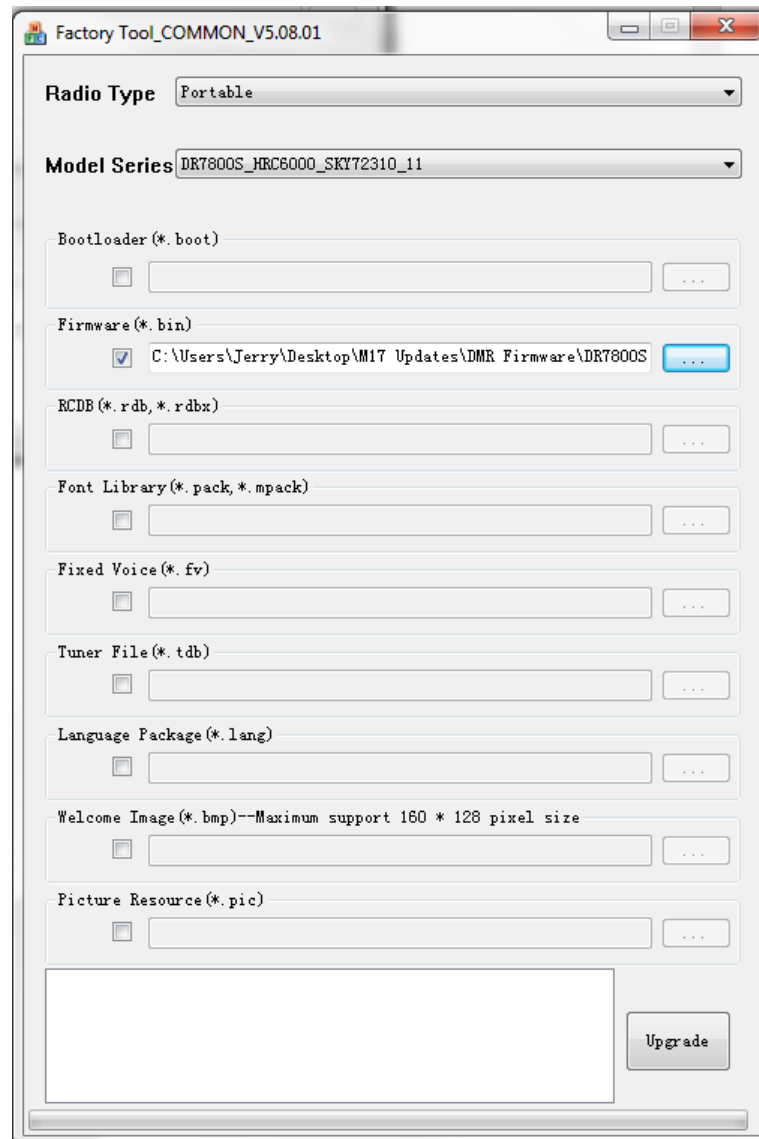 Factory Tool_COMMON_V5.08.01
Radio Type Portable
Model Series DR7800S_HRC6000_SKY72310_11
Bootloader(*.boot)
...
Firmware(*.bin)
C:\Users\Jerry\Desktop\M17 Updates\DMR Firmware\DR7800S ...
RCDB(*.rdb,*.rdbx)
...
Font Library(*.pack,*.mpack)
...
Fixed Voice(*.fv)
...
Tuner File(*.tdb)
...
Language Package(*.lang)
...
Welcome Image(*.bmp)--Maximum support 160 * 128 pixel size
...
Picture Resource(*.pic)
...
Upgrade